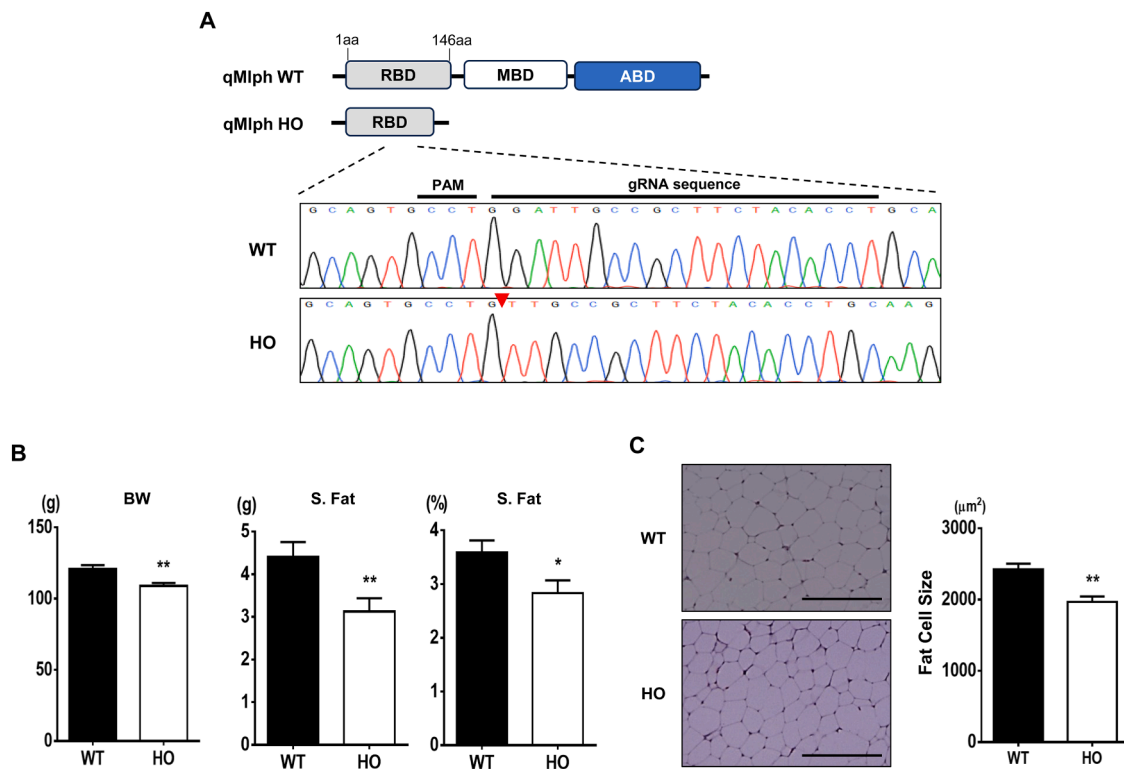 A
1aa 146aa
qMlph WT RBD MBD ABD
qMlph HO RBD
PAM gRNA sequence
G C A G T G C C T G G A T T G C C G C T T C T A C A C C T G C A
WT
G C A G T G C C T G T T G C C G C T T C T A C A C C T G C A A G
HO
B
(g) BW
150
100
50
0
WT HO
**
(g) S. Fat
5
4
3
2
1
0
WT HO
**
(%) S. Fat
4
3
2
1
0
WT HO
*
C
WT
HO
(μm²)
3000
2000
1000
0
Fat Cell Size
WT HO
**